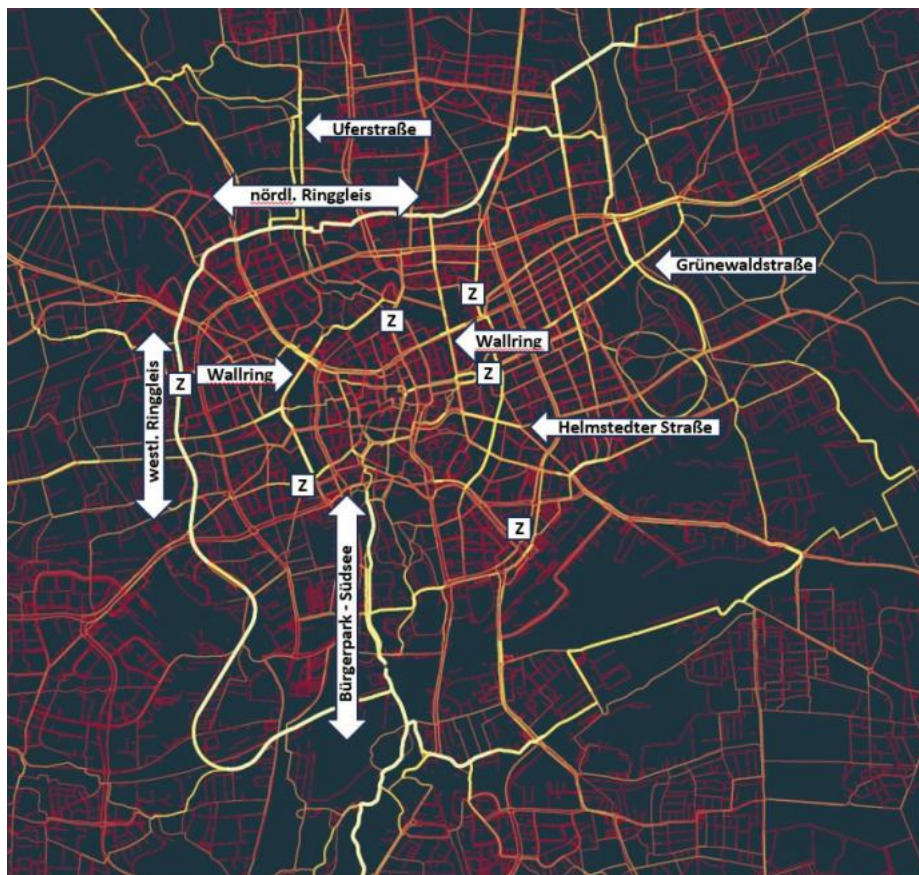 Uferstraße
nördl. Ringgleis
Grünewaldstraße
Z
Z
Wallring
Z
Wallring
Z
westl. Ringgleis
Helmstedter Straße
Z
Z
Bürgerpark - Südsee